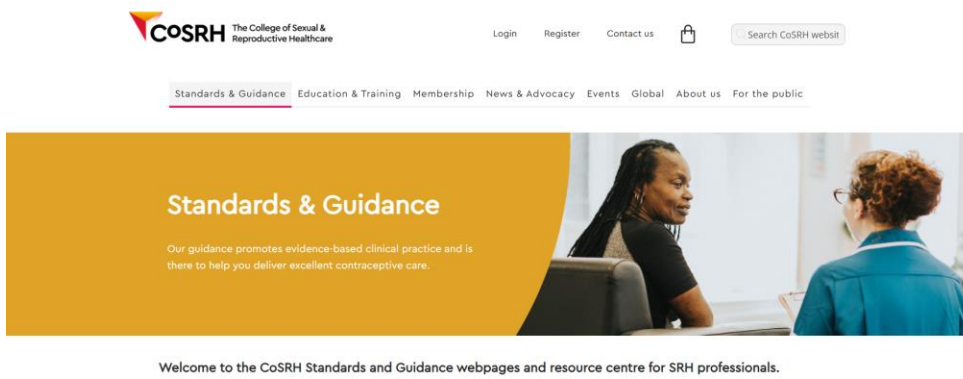 CoSRH The College of Sexual &
Reproductive Healthcare
Login Register Contact us
Search CoSRH websit
Standards & Guidance Education & Training Membership News & Advocacy Events Global About us For the public
Standards & Guidance
Our guidance promotes evidence-based clinical practice and is
there to help you deliver excellent contraceptive care.
Welcome to the CoSRH Standards and Guidance webpages and resource centre for SRH professionals.